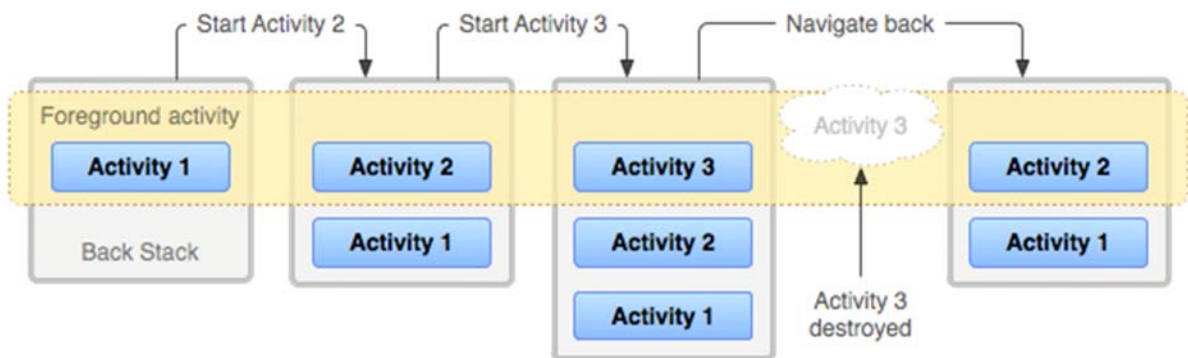 Start Activity 2
Start Activity 3
Navigate back
Foreground activity
Activity 1
Back Stack
Activity 2
Activity 1
Activity 3
Activity 2
Activity 1
Activity 3
Activity 3
destroyed
Activity 2
Activity 1